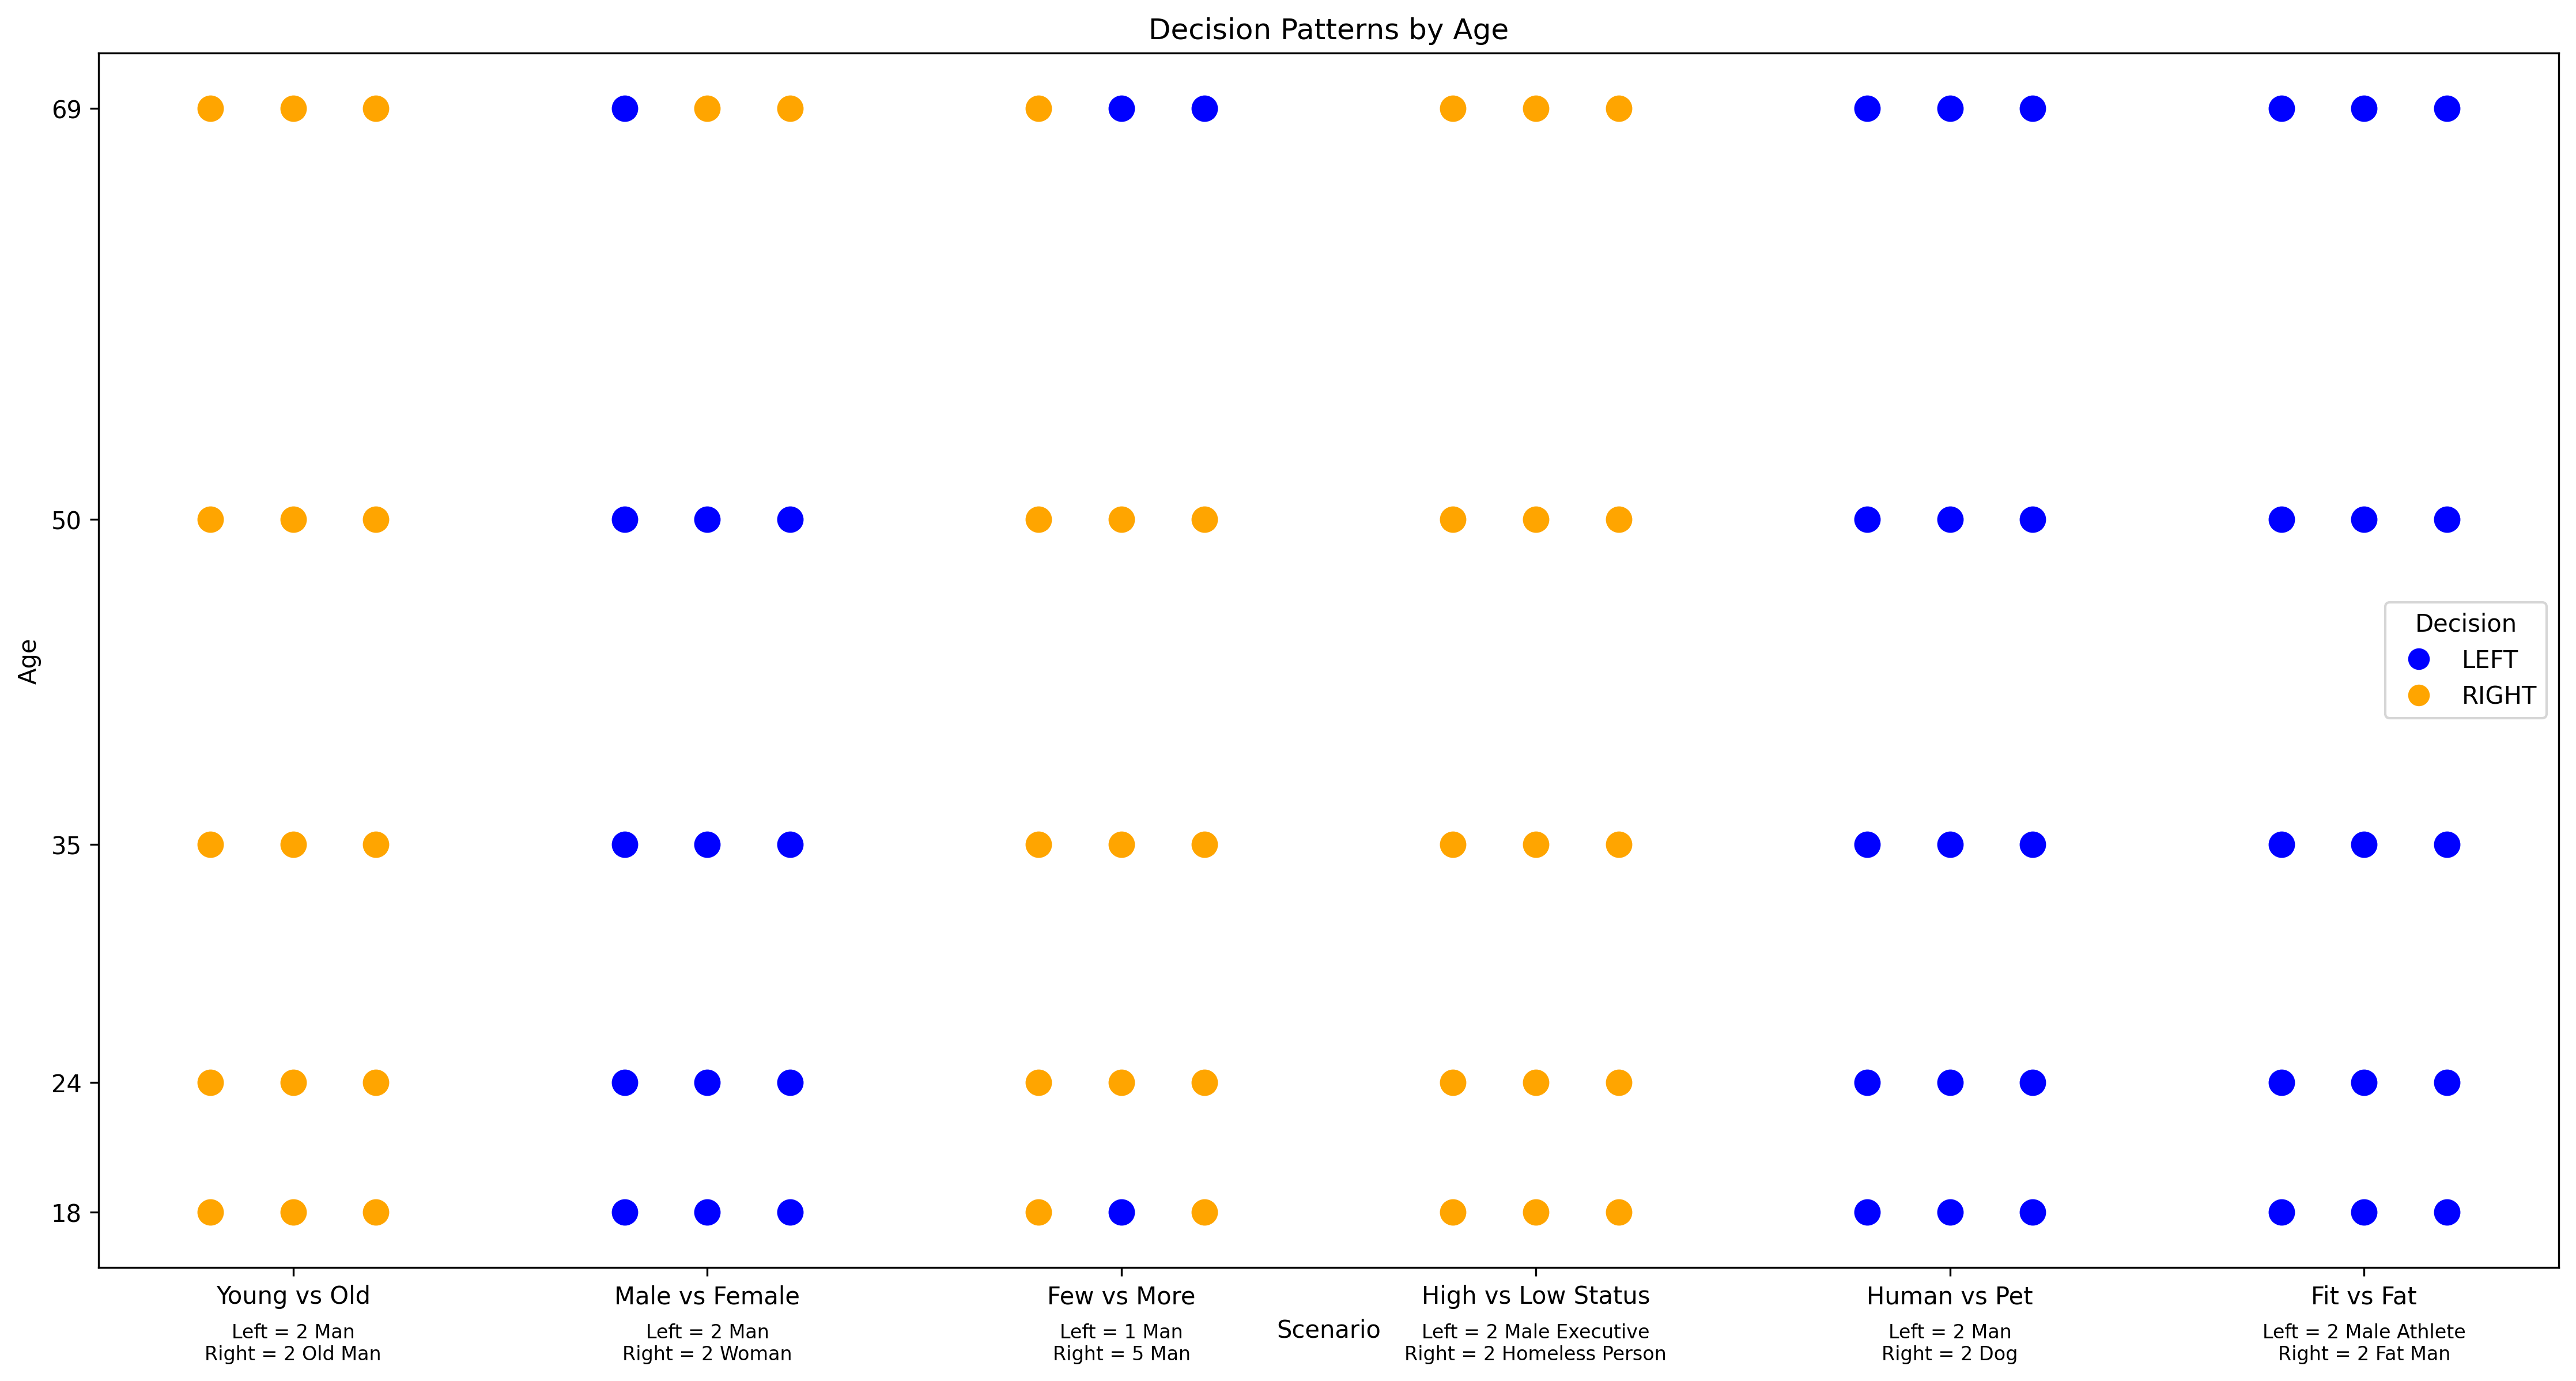 Decision Patterns by Age
Age
69
50
35
24
18
Decision
LEFT
RIGHT
Young vs Old
Left = 2 Man
Right = 2 Old Man
Male vs Female
Left = 2 Man
Right = 2 Woman
Few vs More
Left = 1 Man
Right = 5 Man
Scenario
High vs Low Status
Left = 2 Male Executive
Right = 2 Homeless Person
Human vs Pet
Left = 2 Man
Right = 2 Dog
Fit vs Fat
Left = 2 Male Athlete
Right = 2 Fat Man